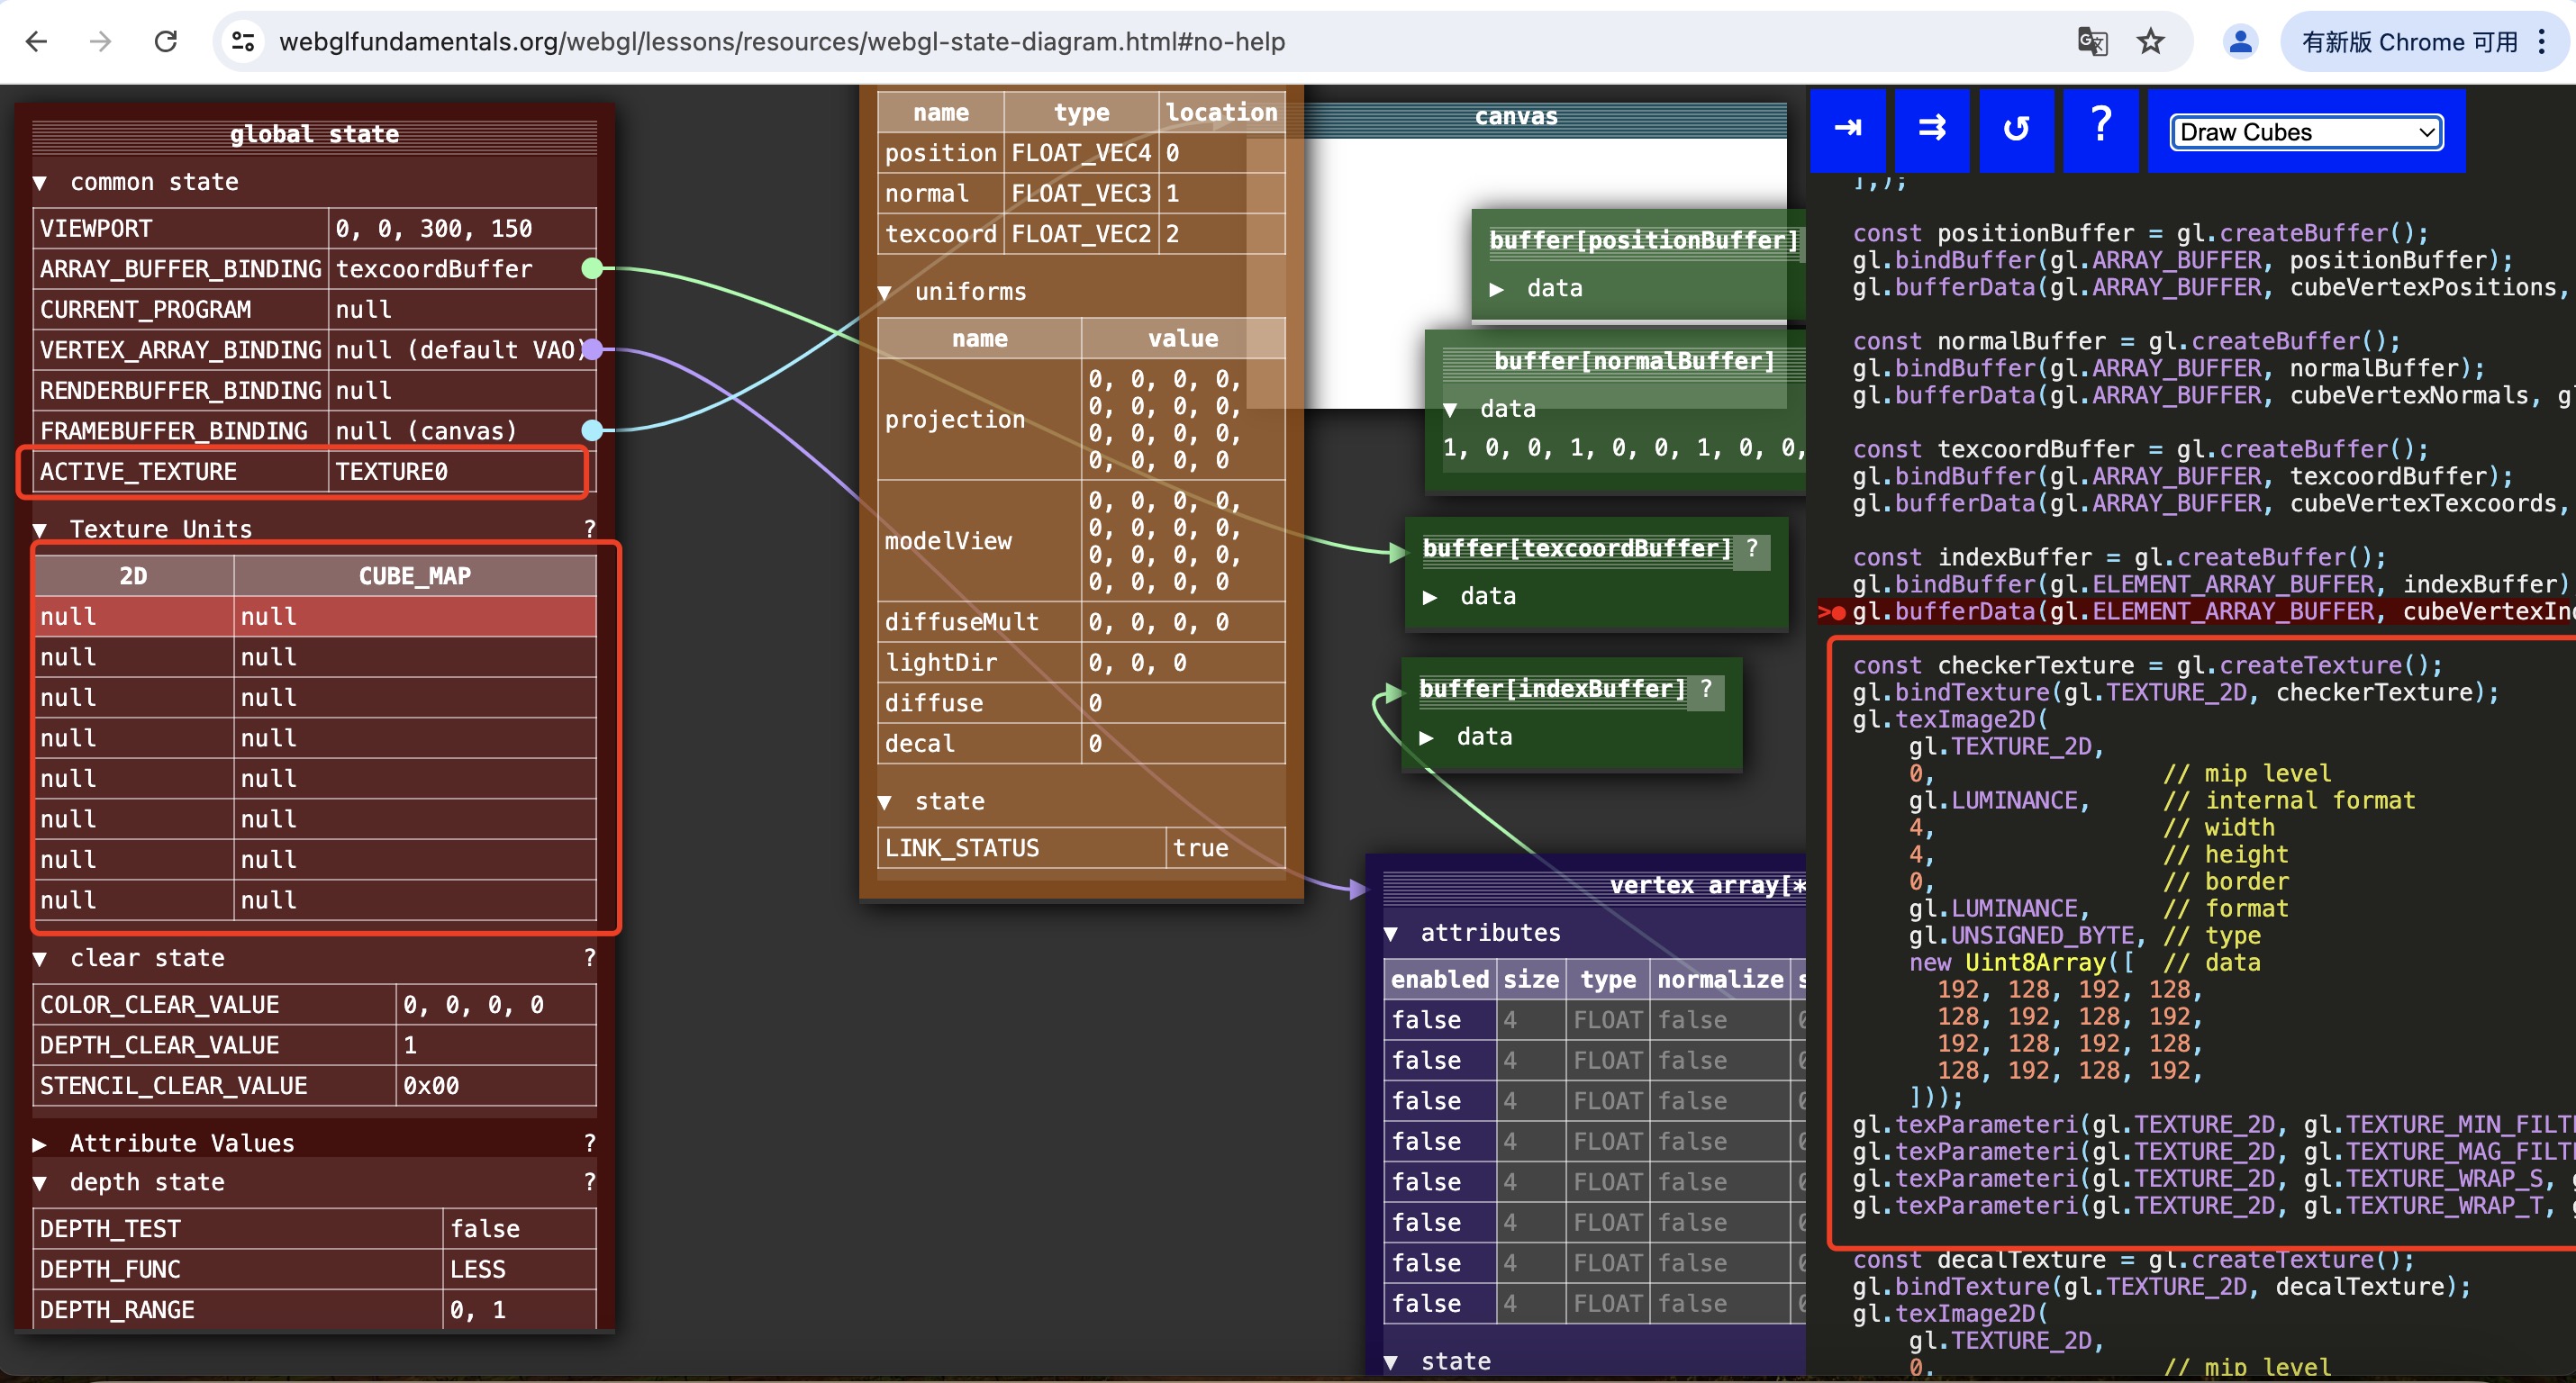 webglfundamentals.org/webgl/lessons/resources/webgl-state-diagram.html#no-help
有新版 Chrome 可用
global state
▼ common state
VIEWPORT 0, 0, 300, 150
ARRAY_BUFFER_BINDING texcoordBuffer
CURRENT_PROGRAM null
VERTEX_ARRAY_BINDING null (default VAO)
RENDERBUFFER_BINDING null
FRAMEBUFFER_BINDING null (canvas)
ACTIVE_TEXTURE TEXTURE0
▼ Texture Units ?
2D CUBE_MAP
null null
null null
null null
null null
null null
null null
null null
null null
▼ clear state ?
COLOR_CLEAR_VALUE 0, 0, 0, 0
DEPTH_CLEAR_VALUE 1
STENCIL_CLEAR_VALUE 0x00
▶ Attribute Values ?
▼ depth state ?
DEPTH_TEST false
DEPTH_FUNC LESS
DEPTH_RANGE 0, 1
name type location
position FLOAT_VEC4 0
normal FLOAT_VEC3 1
texcoord FLOAT_VEC2 2
▼ uniforms
name value
projection
0, 0, 0, 0,
0, 0, 0, 0,
0, 0, 0, 0,
0, 0, 0, 0
modelView
0, 0, 0, 0,
0, 0, 0, 0,
0, 0, 0, 0,
0, 0, 0, 0
diffuseMult 0, 0, 0, 0
lightDir 0, 0, 0
diffuse 0
decal 0
▼ state
LINK_STATUS true
canvas
buffer[positionBuffer]
▶ data
buffer[normalBuffer]
▼ data
1, 0, 0, 1, 0, 0, 1, 0, 0,
buffer[texcoordBuffer] ?
▶ data
buffer[indexBuffer] ?
▶ data
vertex array[*
▼ attributes
enabled size type normalize s
false 4 FLOAT false 0
false 4 FLOAT false 0
false 4 FLOAT false 0
false 4 FLOAT false 0
false 4 FLOAT false 0
false 4 FLOAT false 0
false 4 FLOAT false 0
false 4 FLOAT false 0
▼ state
⇥ ⇉ ↺ ? Draw Cubes
],);
const positionBuffer = gl.createBuffer();
gl.bindBuffer(gl.ARRAY_BUFFER, positionBuffer);
gl.bufferData(gl.ARRAY_BUFFER, cubeVertexPositions,
const normalBuffer = gl.createBuffer();
gl.bindBuffer(gl.ARRAY_BUFFER, normalBuffer);
gl.bufferData(gl.ARRAY_BUFFER, cubeVertexNormals, g
const texcoordBuffer = gl.createBuffer();
gl.bindBuffer(gl.ARRAY_BUFFER, texcoordBuffer);
gl.bufferData(gl.ARRAY_BUFFER, cubeVertexTexcoords,
const indexBuffer = gl.createBuffer();
gl.bindBuffer(gl.ELEMENT_ARRAY_BUFFER, indexBuffer)
>●gl.bufferData(gl.ELEMENT_ARRAY_BUFFER, cubeVertexInd
const checkerTexture = gl.createTexture();
gl.bindTexture(gl.TEXTURE_2D, checkerTexture);
gl.texImage2D(
gl.TEXTURE_2D,
0, // mip level
gl.LUMINANCE, // internal format
4, // width
4, // height
0, // border
gl.LUMINANCE, // format
gl.UNSIGNED_BYTE, // type
new Uint8Array([ // data
192, 128, 192, 128,
128, 192, 128, 192,
192, 128, 192, 128,
128, 192, 128, 192,
]));
gl.texParameteri(gl.TEXTURE_2D, gl.TEXTURE_MIN_FILT
gl.texParameteri(gl.TEXTURE_2D, gl.TEXTURE_MAG_FILT
gl.texParameteri(gl.TEXTURE_2D, gl.TEXTURE_WRAP_S, g
gl.texParameteri(gl.TEXTURE_2D, gl.TEXTURE_WRAP_T, g
const decalTexture = gl.createTexture();
gl.bindTexture(gl.TEXTURE_2D, decalTexture);
gl.texImage2D(
gl.TEXTURE_2D,
0, // mip level